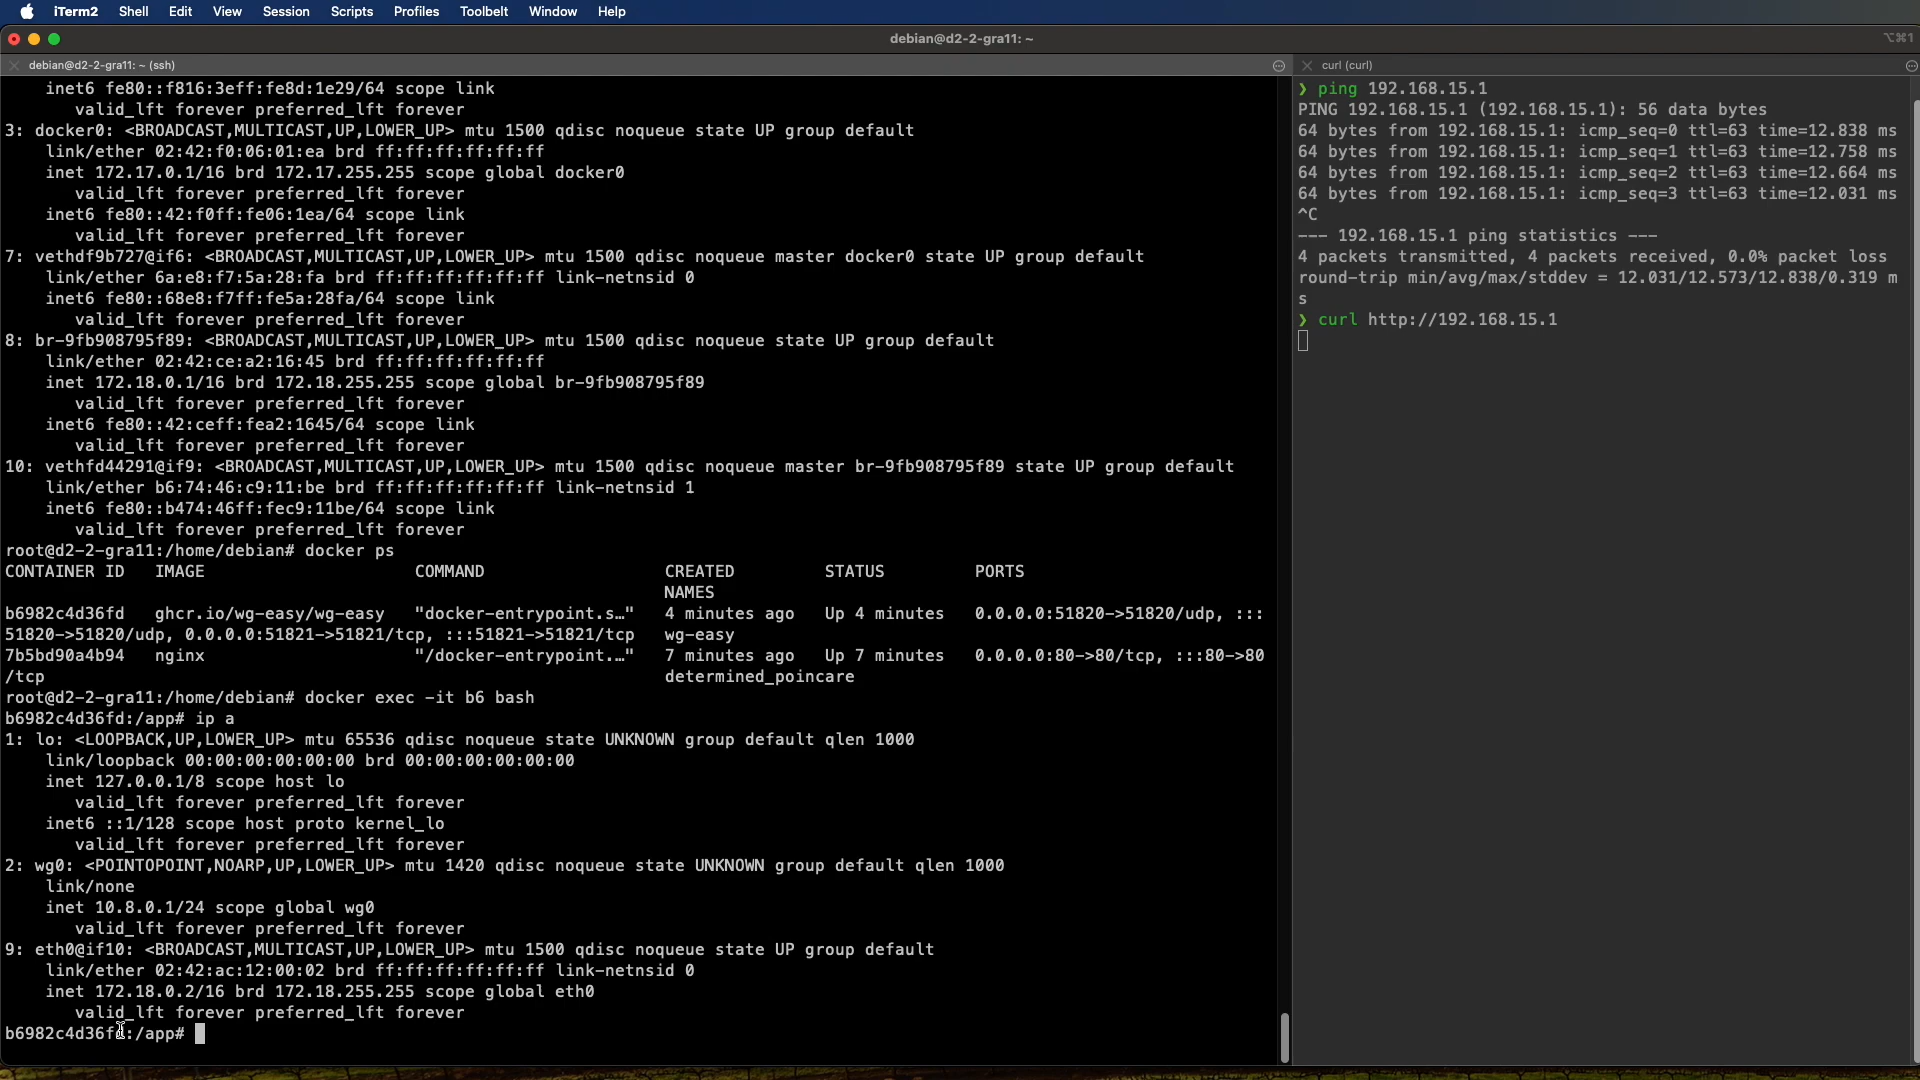 iTerm2 Shell Edit View Session Scripts Profiles Toolbelt Window Help
debian@d2-2-gra11: ~
⌥⌘1
debian@d2-2-gra11: ~ (ssh)
inet6 fe80::f816:3eff:fe8d:1e29/64 scope link
valid_lft forever preferred_lft forever
3: docker0: <BROADCAST,MULTICAST,UP,LOWER_UP> mtu 1500 qdisc noqueue state UP group default
link/ether 02:42:f0:06:01:ea brd ff:ff:ff:ff:ff:ff
inet 172.17.0.1/16 brd 172.17.255.255 scope global docker0
valid_lft forever preferred_lft forever
inet6 fe80::42:f0ff:fe06:1ea/64 scope link
valid_lft forever preferred_lft forever
7: vethdf9b727@if6: <BROADCAST,MULTICAST,UP,LOWER_UP> mtu 1500 qdisc noqueue master docker0 state UP group default
link/ether 6a:e8:f7:5a:28:fa brd ff:ff:ff:ff:ff:ff link-netnsid 0
inet6 fe80::68e8:f7ff:fe5a:28fa/64 scope link
valid_lft forever preferred_lft forever
8: br-9fb908795f89: <BROADCAST,MULTICAST,UP,LOWER_UP> mtu 1500 qdisc noqueue state UP group default
link/ether 02:42:ce:a2:16:45 brd ff:ff:ff:ff:ff:ff
inet 172.18.0.1/16 brd 172.18.255.255 scope global br-9fb908795f89
valid_lft forever preferred_lft forever
inet6 fe80::42:ceff:fea2:1645/64 scope link
valid_lft forever preferred_lft forever
10: vethfd44291@if9: <BROADCAST,MULTICAST,UP,LOWER_UP> mtu 1500 qdisc noqueue master br-9fb908795f89 state UP group default
link/ether b6:74:46:c9:11:be brd ff:ff:ff:ff:ff:ff link-netnsid 1
inet6 fe80::b474:46ff:fec9:11be/64 scope link
valid_lft forever preferred_lft forever
root@d2-2-gra11:/home/debian# docker ps
CONTAINER ID IMAGE COMMAND CREATED STATUS PORTS
NAMES
b6982c4d36fd ghcr.io/wg-easy/wg-easy "docker-entrypoint.s…" 4 minutes ago Up 4 minutes 0.0.0.0:51820->51820/udp, :::
51820->51820/udp, 0.0.0.0:51821->51821/tcp, :::51821->51821/tcp wg-easy
7b5bd90a4b94 nginx "/docker-entrypoint.…" 7 minutes ago Up 7 minutes 0.0.0.0:80->80/tcp, :::80->80
/tcp determined_poincare
root@d2-2-gra11:/home/debian# docker exec -it b6 bash
b6982c4d36fd:/app# ip a
1: lo: <LOOPBACK,UP,LOWER_UP> mtu 65536 qdisc noqueue state UNKNOWN group default qlen 1000
link/loopback 00:00:00:00:00:00 brd 00:00:00:00:00:00
inet 127.0.0.1/8 scope host lo
valid_lft forever preferred_lft forever
inet6 ::1/128 scope host proto kernel_lo
valid_lft forever preferred_lft forever
2: wg0: <POINTOPOINT,NOARP,UP,LOWER_UP> mtu 1420 qdisc noqueue state UNKNOWN group default qlen 1000
link/none
inet 10.8.0.1/24 scope global wg0
valid_lft forever preferred_lft forever
9: eth0@if10: <BROADCAST,MULTICAST,UP,LOWER_UP> mtu 1500 qdisc noqueue state UP group default
link/ether 02:42:ac:12:00:02 brd ff:ff:ff:ff:ff:ff link-netnsid 0
inet 172.18.0.2/16 brd 172.18.255.255 scope global eth0
valid_lft forever preferred_lft forever
b6982c4d36fd:/app#
curl (curl)
❯ ping 192.168.15.1
PING 192.168.15.1 (192.168.15.1): 56 data bytes
64 bytes from 192.168.15.1: icmp_seq=0 ttl=63 time=12.838 ms
64 bytes from 192.168.15.1: icmp_seq=1 ttl=63 time=12.758 ms
64 bytes from 192.168.15.1: icmp_seq=2 ttl=63 time=12.664 ms
64 bytes from 192.168.15.1: icmp_seq=3 ttl=63 time=12.031 ms
^C
--- 192.168.15.1 ping statistics ---
4 packets transmitted, 4 packets received, 0.0% packet loss
round-trip min/avg/max/stddev = 12.031/12.573/12.838/0.319 m
s
❯ curl http://192.168.15.1